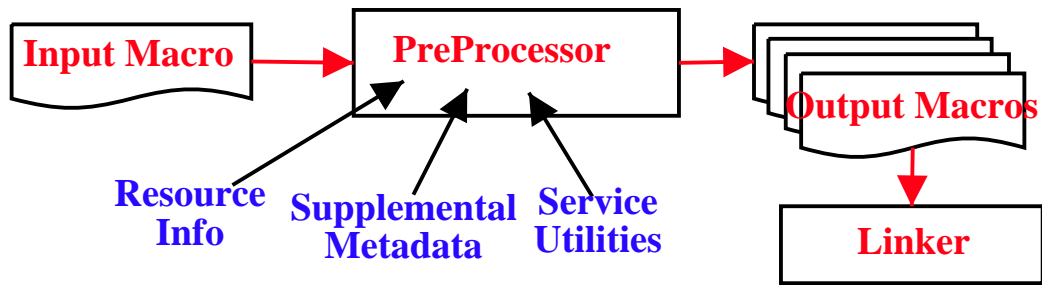 Input Macro
PreProcessor
Output Macros
Resource
Info
Supplemental
Metadata
Service
Utilities
Linker